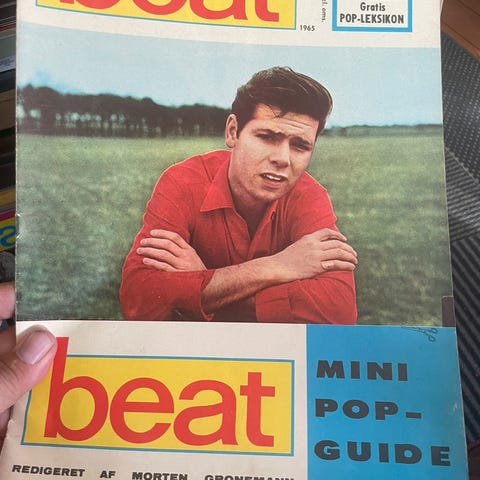 beat
1965
Gratis
POP-LEKSIKON
beat
MINI
POP-
GUIDE
REDIGERET AF MORTEN GRONEMANN